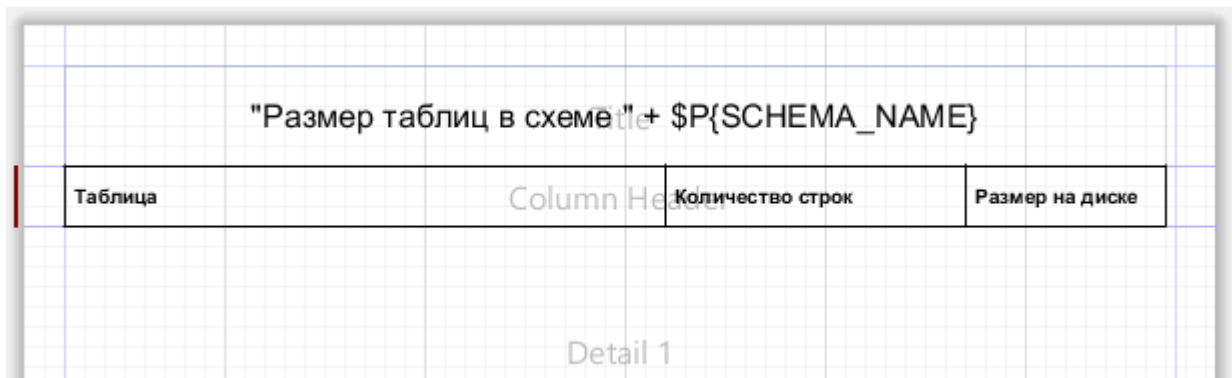 "Размер таблиц в схеме " + $P{SCHEMA_NAME}
Title
Таблица
Column Header
Количество строк
Размер на диске
Detail 1